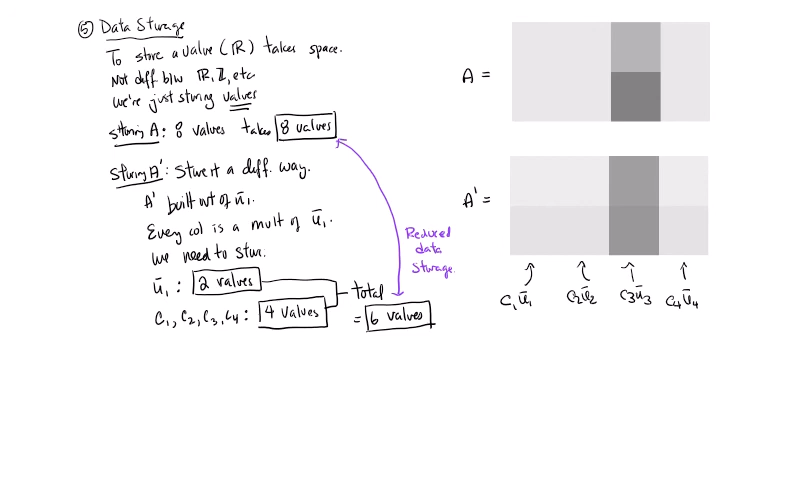 ⑤ Data Storage
To store a value (ℝ) takes space.
Not diff b/w ℝ, ℤ, etc
We're just storing values
storing A: 8 values takes 8 values
Storing A': Store it a diff. way.
A' built out of ū₁.
Every col is a mult of ū₁.
We need to store.
ū₁ : 2 values
C₁, C₂, C₃, C₄ : 4 values
total
= 6 values
Reduced
data
storage.
A =
A' =
C₁ū₁ C₂ū₂ C₃ū₃ C₄ū₄